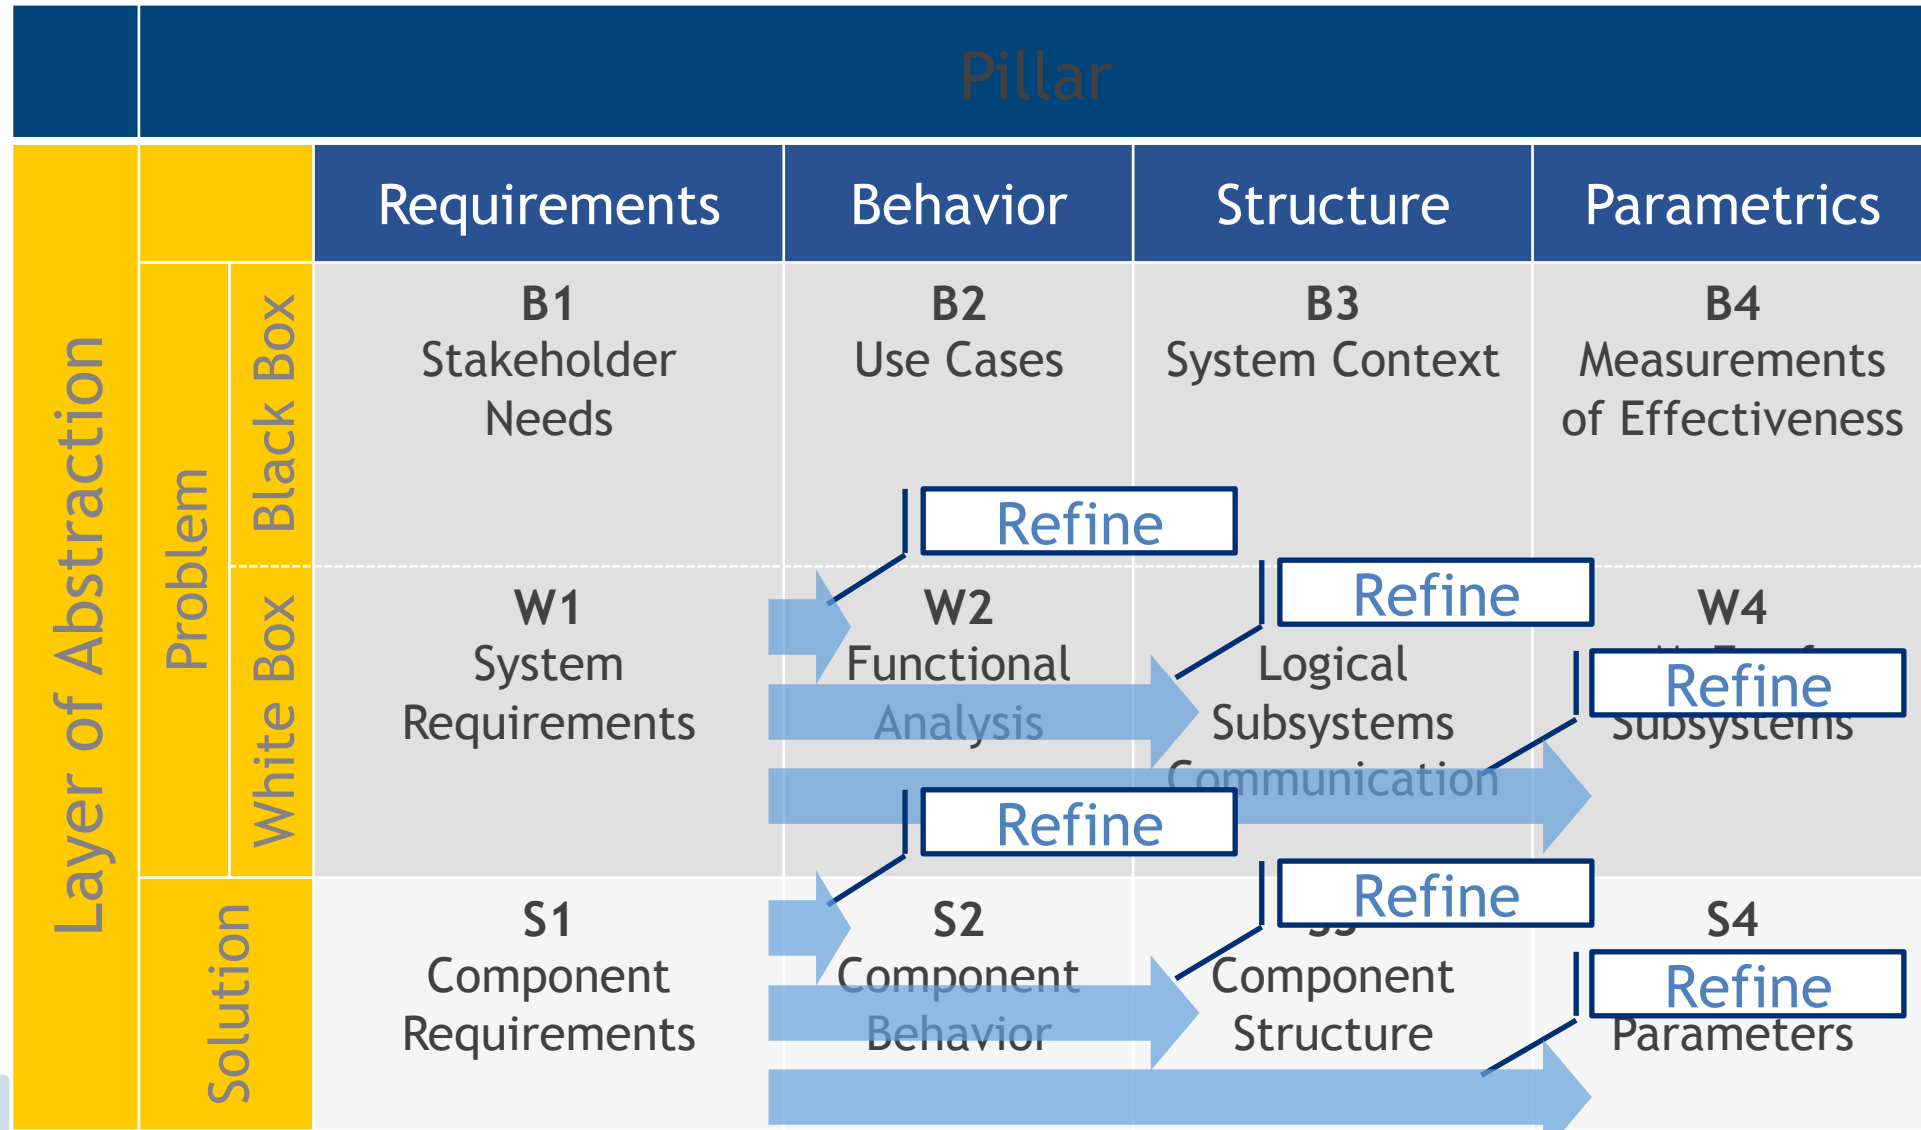 Pillar
Requirements
Behavior
Structure
Parametrics
Layer of Abstraction
Problem
Black Box
B1
Stakeholder
Needs
B2
Use Cases
B3
System Context
B4
Measurements
of Effectiveness
Refine
Refine
Refine
White Box
W1
System
Requirements
W2
Functional
Analysis
Logical
Subsystems
Communication
W4
Subsystems
Refine
Refine
Refine
Solution
S1
Component
Requirements
S2
Component
Behavior
Component
Structure
S4
Parameters